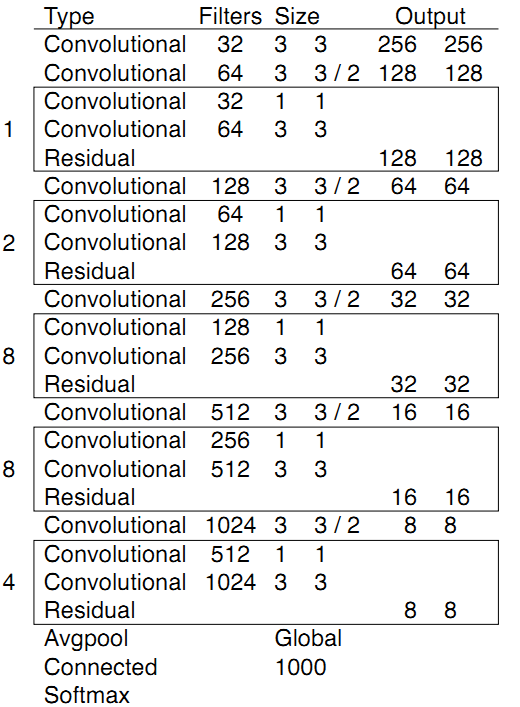 Type Filters Size Output
Convolutional 32 3 3 256 256
Convolutional 64 3 3 / 2 128 128
Convolutional 32 1 1
1 Convolutional 64 3 3
Residual 128 128
Convolutional 128 3 3 / 2 64 64
Convolutional 64 1 1
2 Convolutional 128 3 3
Residual 64 64
Convolutional 256 3 3 / 2 32 32
Convolutional 128 1 1
8 Convolutional 256 3 3
Residual 32 32
Convolutional 512 3 3 / 2 16 16
Convolutional 256 1 1
8 Convolutional 512 3 3
Residual 16 16
Convolutional 1024 3 3 / 2 8 8
Convolutional 512 1 1
4 Convolutional 1024 3 3
Residual 8 8
Avgpool Global
Connected 1000
Softmax